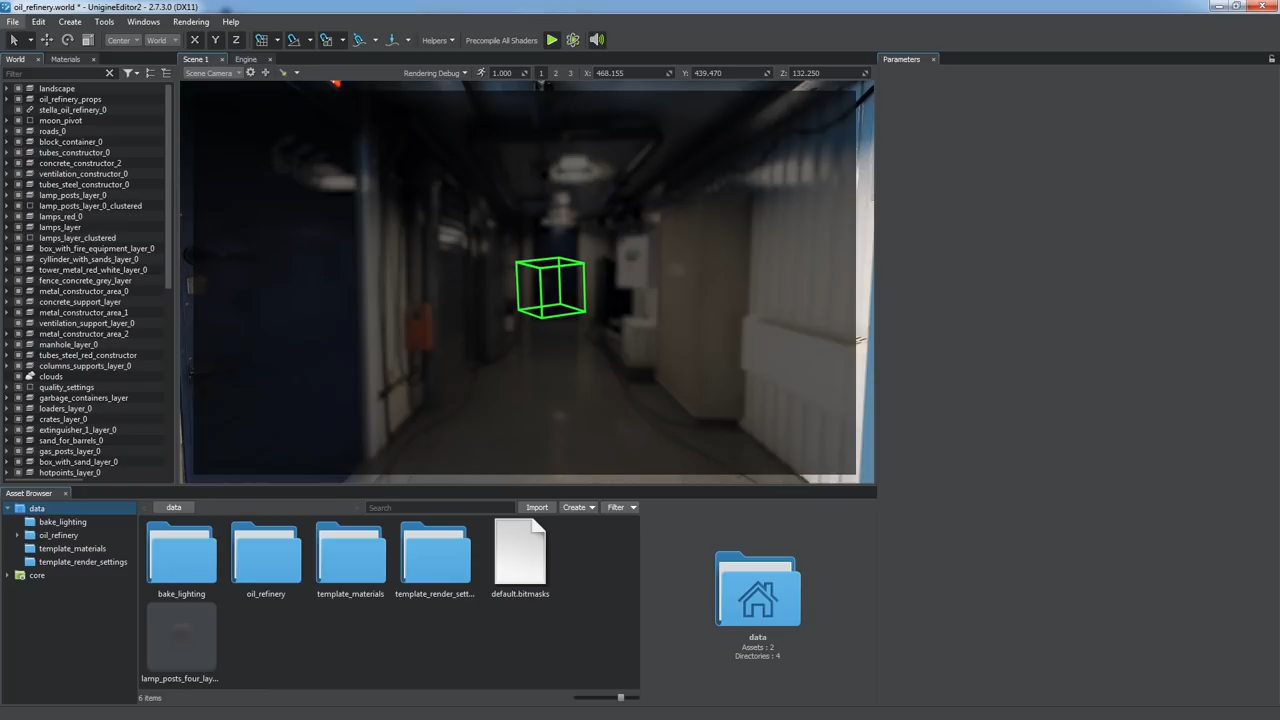 oil_refinery.world * - UnigineEditor2 - 2.7.3.0 (DX11)
File Edit Create Tools Windows Rendering Help
Center World X Y Z Helpers Precompile All Shaders
World Materials Scene 1 Engine Parameters
Filter Scene Camera Rendering Debug 1.000 1 2 3 X: 468.155 Y: 439.470 Z: 132.250
landscape
oil_refinery_props
stella_oil_refinery_0
moon_pivot
roads_0
block_container_0
tubes_constructor_0
concrete_constructor_2
ventilation_constructor_0
tubes_steel_constructor_0
lamp_posts_layer_0
lamp_posts_layer_0_clustered
lamps_red_0
lamps_layer
lamps_layer_clustered
box_with_fire_equipment_layer_0
cyllinder_with_sands_layer_0
tower_metal_red_white_layer_0
fence_concrete_grey_layer
metal_constructor_area_0
concrete_support_layer
metal_constructor_area_1
ventilation_support_layer_0
metal_constructor_area_2
manhole_layer_0
tubes_steel_red_constructor
columns_supports_layer_0
clouds
quality_settings
garbage_containers_layer
loaders_layer_0
crates_layer_0
extinguisher_1_layer_0
sand_for_barrels_0
gas_posts_layer_0
box_with_sand_layer_0
hotpoints_layer_0
Asset Browser
data
bake_lighting
oil_refinery
template_materials
template_render_settings
core
data Search Import Create Filter
bake_lighting oil_refinery template_materials template_render_sett... default.bitmasks
lamp_posts_four_lay...
6 items
data
Assets : 2
Directories : 4